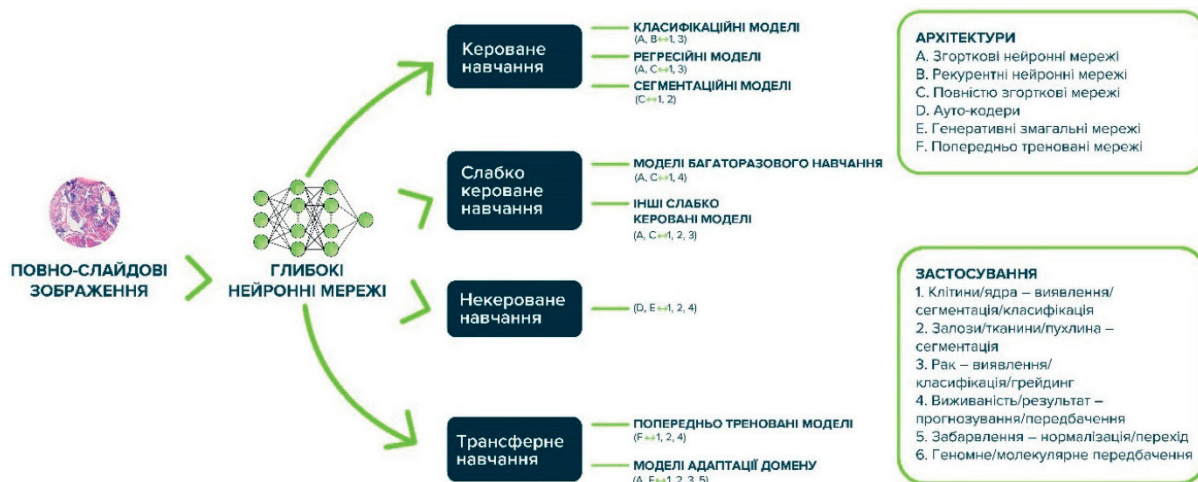 ПОВНО-СЛАЙДОВІ
ЗОБРАЖЕННЯ
ГЛИБОКІ
НЕЙРОННІ МЕРЕЖІ
Кероване
навчання
КЛАСИФІКАЦІЙНІ МОДЕЛІ
(A, B↔1, 3)
РЕГРЕСІЙНІ МОДЕЛІ
(A, C↔1, 3)
СЕГМЕНТАЦІЙНІ МОДЕЛІ
(C↔1, 2)
Слабко
кероване
навчання
МОДЕЛІ БАГАТОРАЗОВОГО НАВЧАННЯ
(A, C↔1, 4)
ІНШІ СЛАБКО
КЕРОВАНІ МОДЕЛІ
(A, C↔1, 2, 3)
Некероване
навчання
(D, E↔1, 2, 4)
Трансферне
навчання
ПОПЕРЕДНЬО ТРЕНОВАНІ МОДЕЛІ
(F↔1, 2, 4)
МОДЕЛІ АДАПТАЦІЇ ДОМЕНУ
АРХІТЕКТУРИ
A. Згорткові нейронні мережі
B. Рекурентні нейронні мережі
C. Повністю згорткові мережі
D. Ауто-кодери
E. Генеративні змагальні мережі
F. Попередньо треновані мережі
ЗАСТОСУВАННЯ
1. Клітини/ядра – виявлення/
сегментація/класифікація
2. Залози/тканини/пухлина –
сегментація
3. Рак – виявлення/
класифікація/грейдинг
4. Виживаність/результат –
прогнозування/передбачення
5. Забарвлення – нормалізація/перехід
6. Геномне/молекулярне передбачення